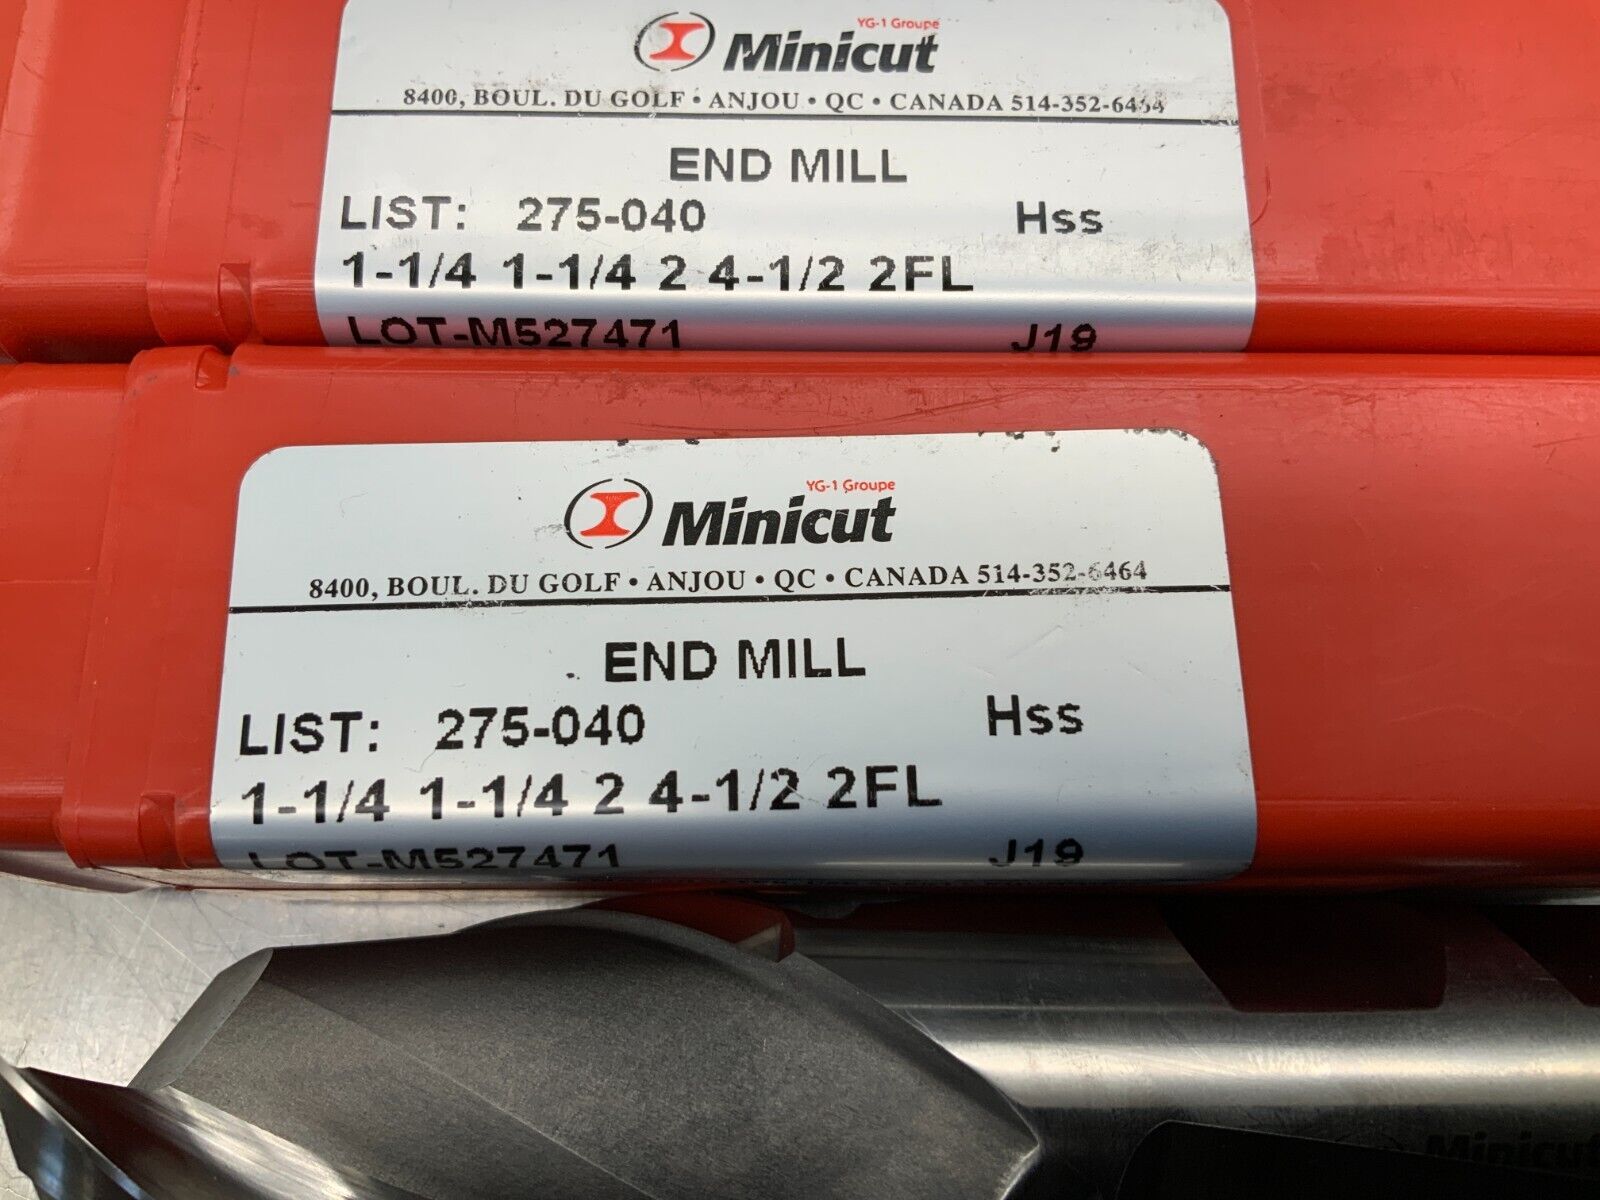 YG-1 Groupe
Minicut
8400, BOUL. DU GOLF • ANJOU • QC • CANADA 514-352-6464
END MILL
LIST: 275-040 Hss
1-1/4 1-1/4 2 4-1/2 2FL
LOT-M527471 J19
YG-1 Groupe
Minicut
8400, BOUL. DU GOLF • ANJOU • QC • CANADA 514-352-6464
END MILL
LIST: 275-040 Hss
1-1/4 1-1/4 2 4-1/2 2FL
LOT-M527471 J19
Minicut